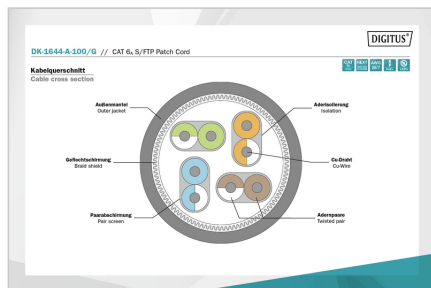 DIGITUS®
DK-1644-A-100/G // CAT 6A S/FTP Patch Cord
Kabelquerschnitt
Cable cross section
Außenmantel
Outer jacket
Aderisolierung
Isolation
Geflechtschirmung
Braid shield
Cu-Draht
Cu-Wire
Paarabschirmung
Pair screen
Adernpaare
Twisted pair